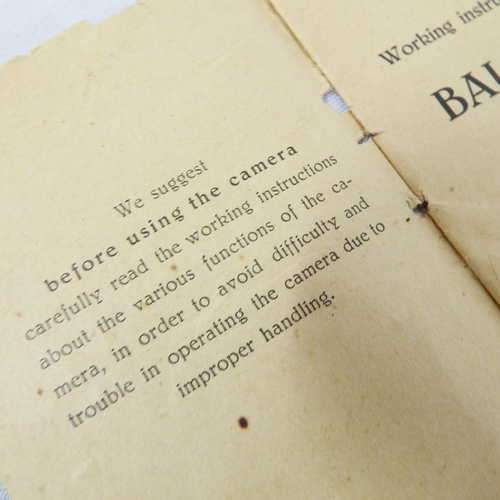 We suggest
before using the camera
carefully read the working instructions
about the various functions of the ca-
mera, in order to avoid difficulty and
trouble in operating the camera due to
improper handling.
Working instru
BAL